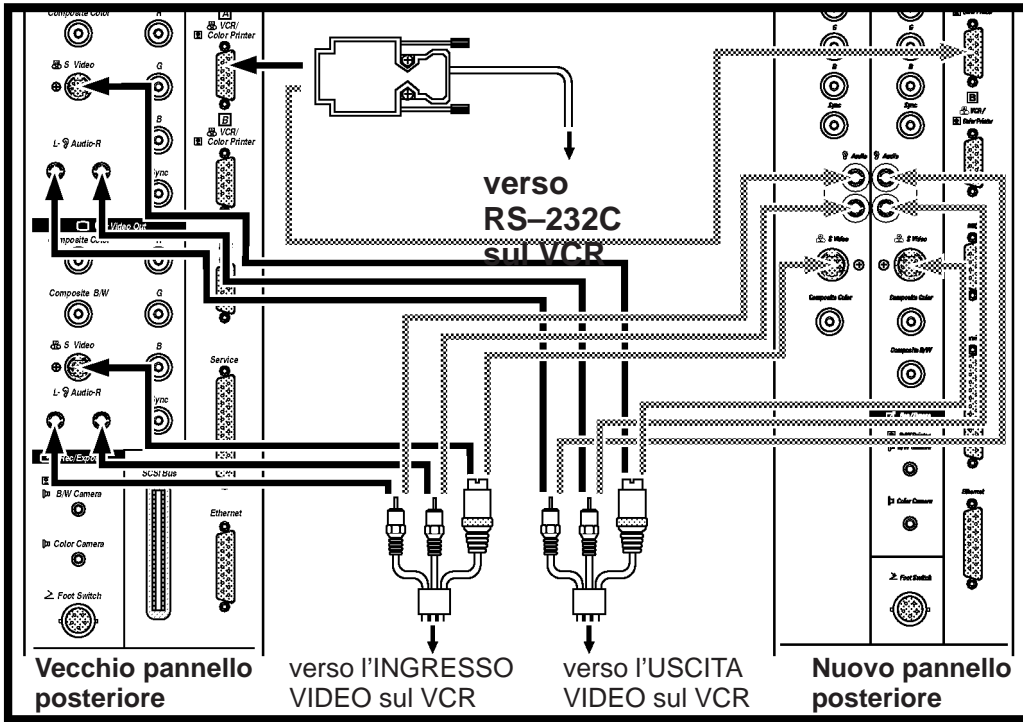 Composite Color
R
A
VCR/
Color Printer
S Video
G
B
B
VCR/
Color Printer
L- Audio-R
Sync
Video Out
Composite Color
R
Composite B/W
G
S Video
B
Service
L- Audio-R
Sync
SCSI Bus
B/W Camera
Ethernet
Color Camera
Foot Switch
Vecchio pannello
posteriore
verso
RS–232C
sul VCR
verso l'INGRESSO
VIDEO sul VCR
verso l'USCITA
VIDEO sul VCR
G
G
Color Printer
B
B
B
VCR/
Color Printer
Sync
Sync
Audio
Audio
S Video
S Video
Composite Color
Composite Color
Composite B/W
B/W Camera
Color Camera
Ethernet
Foot Switch
Nuovo pannello
posteriore